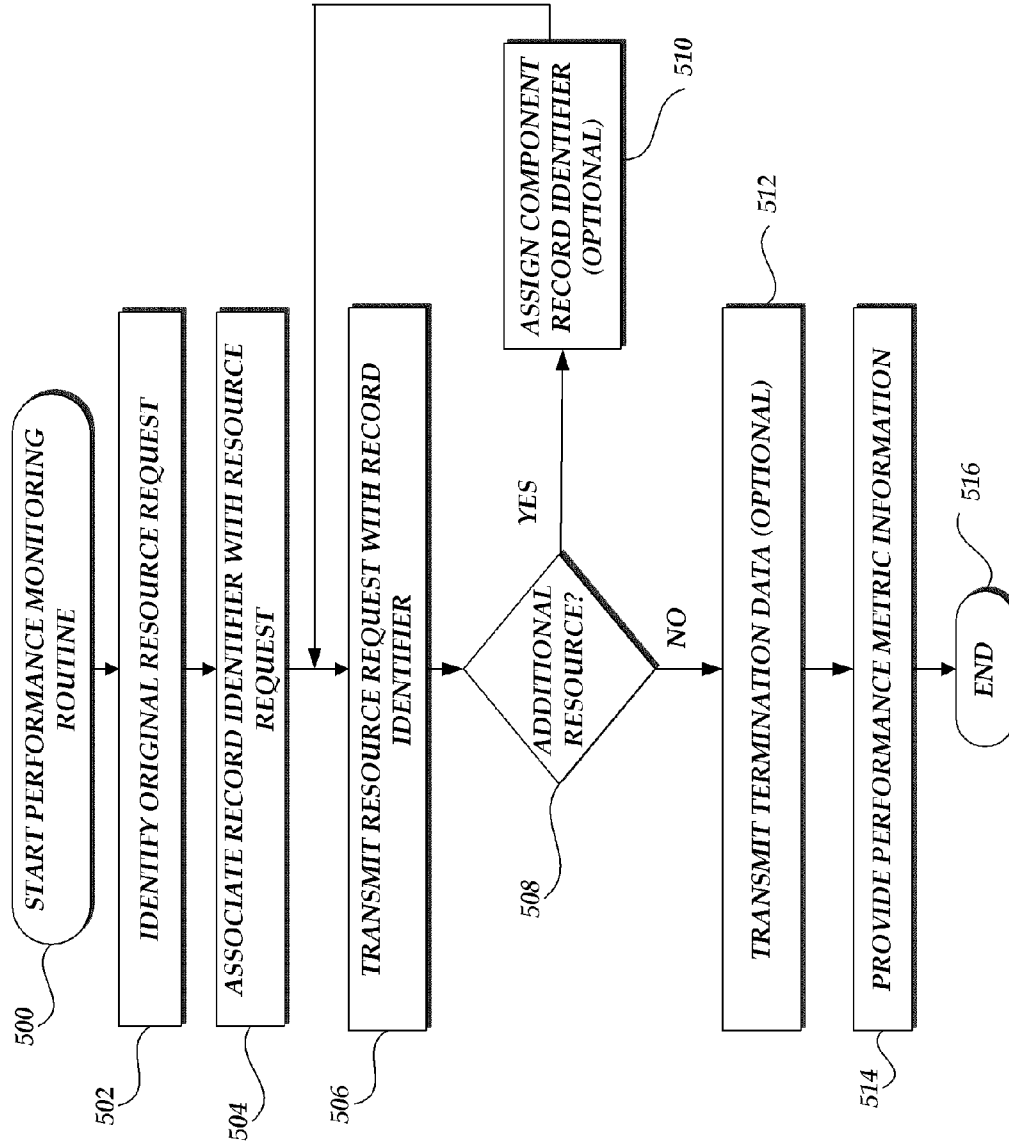 START PERFORMANCE MONITORING
ROUTINE
500
IDENTIFY ORIGINAL RESOURCE REQUEST
502
ASSOCIATE RECORD IDENTIFIER WITH RESOURCE
REQUEST
504
TRANSMIT RESOURCE REQUEST WITH RECORD
IDENTIFIER
506
ADDITIONAL
RESOURCE?
508
YES
ASSIGN COMPONENT
RECORD IDENTIFIER
(OPTIONAL)
510
NO
TRANSMIT TERMINATION DATA (OPTIONAL)
512
PROVIDE PERFORMANCE METRIC INFORMATION
514
END
516